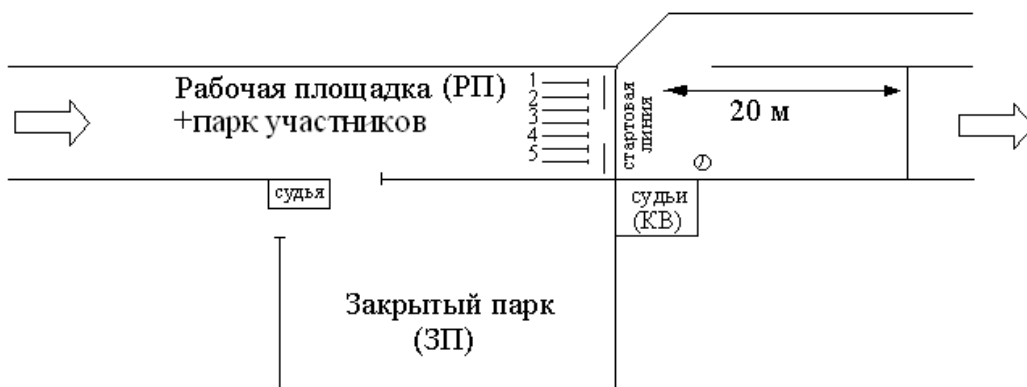 Рабочая площадка (РП)
+парк участников
1
2
3
4
5
стартовая
линия
20 м
судья
судьи
(КВ)
Закрытый парк
(ЗП)